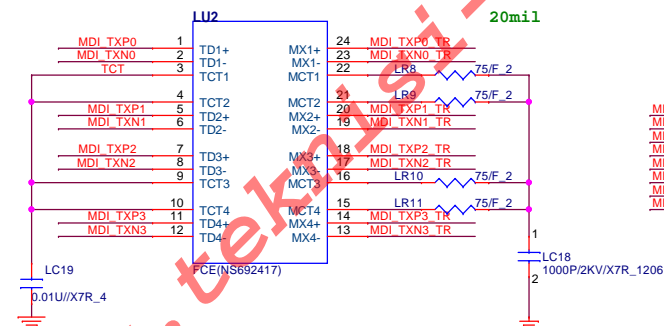 LU2
20mil
MDI_TXP0 1 TD1+ MX1+ 24 MDI_TXP0_TR
MDI_TXN0 2 TD1- MX1- 23 MDI_TXN0_TR
TCT 3 TCT1 MCT1 22 LR8 75/F_2
4 TCT2 MCT2 21 LR9 75/F_2
MDI_TXP1 5 TD2+ MX2+ 20 MDI_TXP1_TR
MDI_TXN1 6 TD2- MX2- 19 MDI_TXN1_TR
MDI_TXP2 7 TD3+ MX3+ 18 MDI_TXP2_TR
MDI_TXN2 8 TD3- MX3- 17 MDI_TXN2_TR
9 TCT3 MCT3 16 LR10 75/F_2
10 TCT4 MCT4 15 LR11 75/F_2
MDI_TXP3 11 TD4+ MX4+ 14 MDI_TXP3_TR
MDI_TXN3 12 TD4- MX4- 13 MDI_TXN3_TR
FCE(NS692417)
LC19
0.01U//X7R_4
1
LC18
1000P/2KV/X7R_1206
2
teknisi-